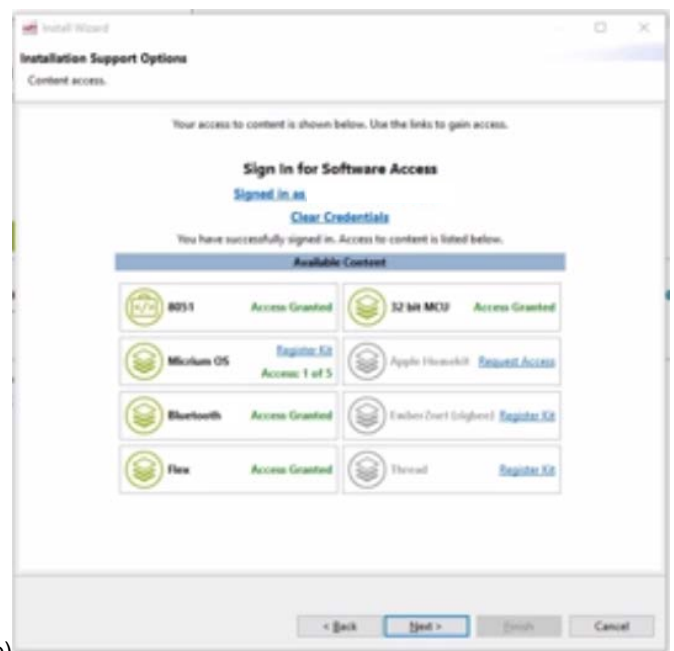 Install Wizard
Installation Support Options
Content access.
Your access to content is shown below. Use the links to gain access.
Sign In for Software Access
Signed in as
Clear Credentials
You have successfully signed in. Access to content is listed below.
Available Content
8051 Access Granted
32 bit MCU Access Granted
Micrium OS Register Kit
Access: 1 of 5
Apple Homekit Request Access
Bluetooth Access Granted
EmberZnet (zigbee) Register Kit
Flex Access Granted
Thread Register Kit
< Back Next > Finish Cancel